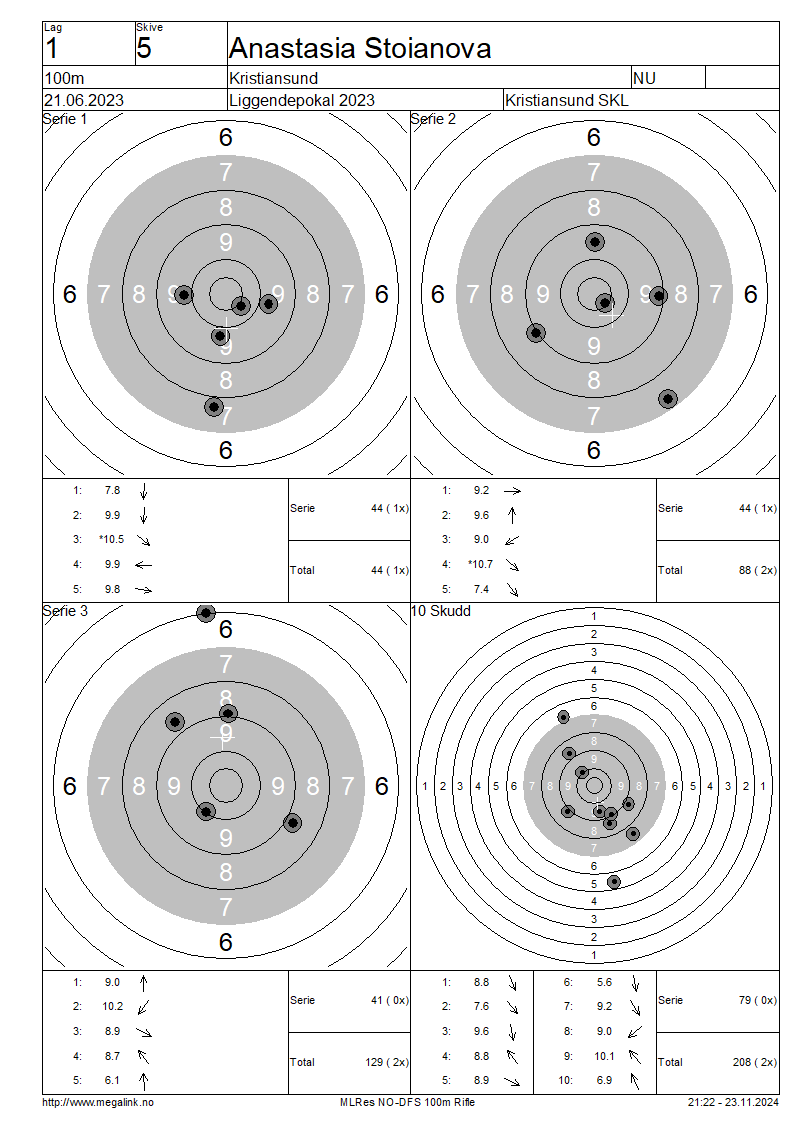 Lag Skive
1 5 Anastasia Stoianova
100m Kristiansund NU
21.06.2023 Liggendepokal 2023 Kristiansund SKL
Serie 1
6
7
8
9
6 7 8 9 9 8 7 6
9
8
7
6
1: 7.8
2: 9.9
3: *10.5
4: 9.9
5: 9.8
Serie 44 ( 1x)
Total 44 ( 1x)
Serie 2
6
7
8
9
6 7 8 9 9 8 7 6
9
8
7
6
1: 9.2
2: 9.6
3: 9.0
4: *10.7
5: 7.4
Serie 44 ( 1x)
Total 88 ( 2x)
Serie 3
6
7
8
9
6 7 8 9 9 8 7 6
9
8
7
6
1: 9.0
2: 10.2
3: 8.9
4: 8.7
5: 6.1
Serie 41 ( 0x)
Total 129 ( 2x)
10 Skudd
1
2
3
4
5
6
7
8
9
1 2 3 4 5 6 7 8 9 9 8 7 6 5 4 3 2 1
8
7
6
5
4
3
2
1
1: 8.8 6: 5.6
2: 7.6 7: 9.2
3: 9.6 8: 9.0
4: 8.8 9: 10.1
5: 8.9 10: 6.9
Serie 79 ( 0x)
Total 208 ( 2x)
http://www.megalink.no MLRes NO-DFS 100m Rifle 21:22 - 23.11.2024